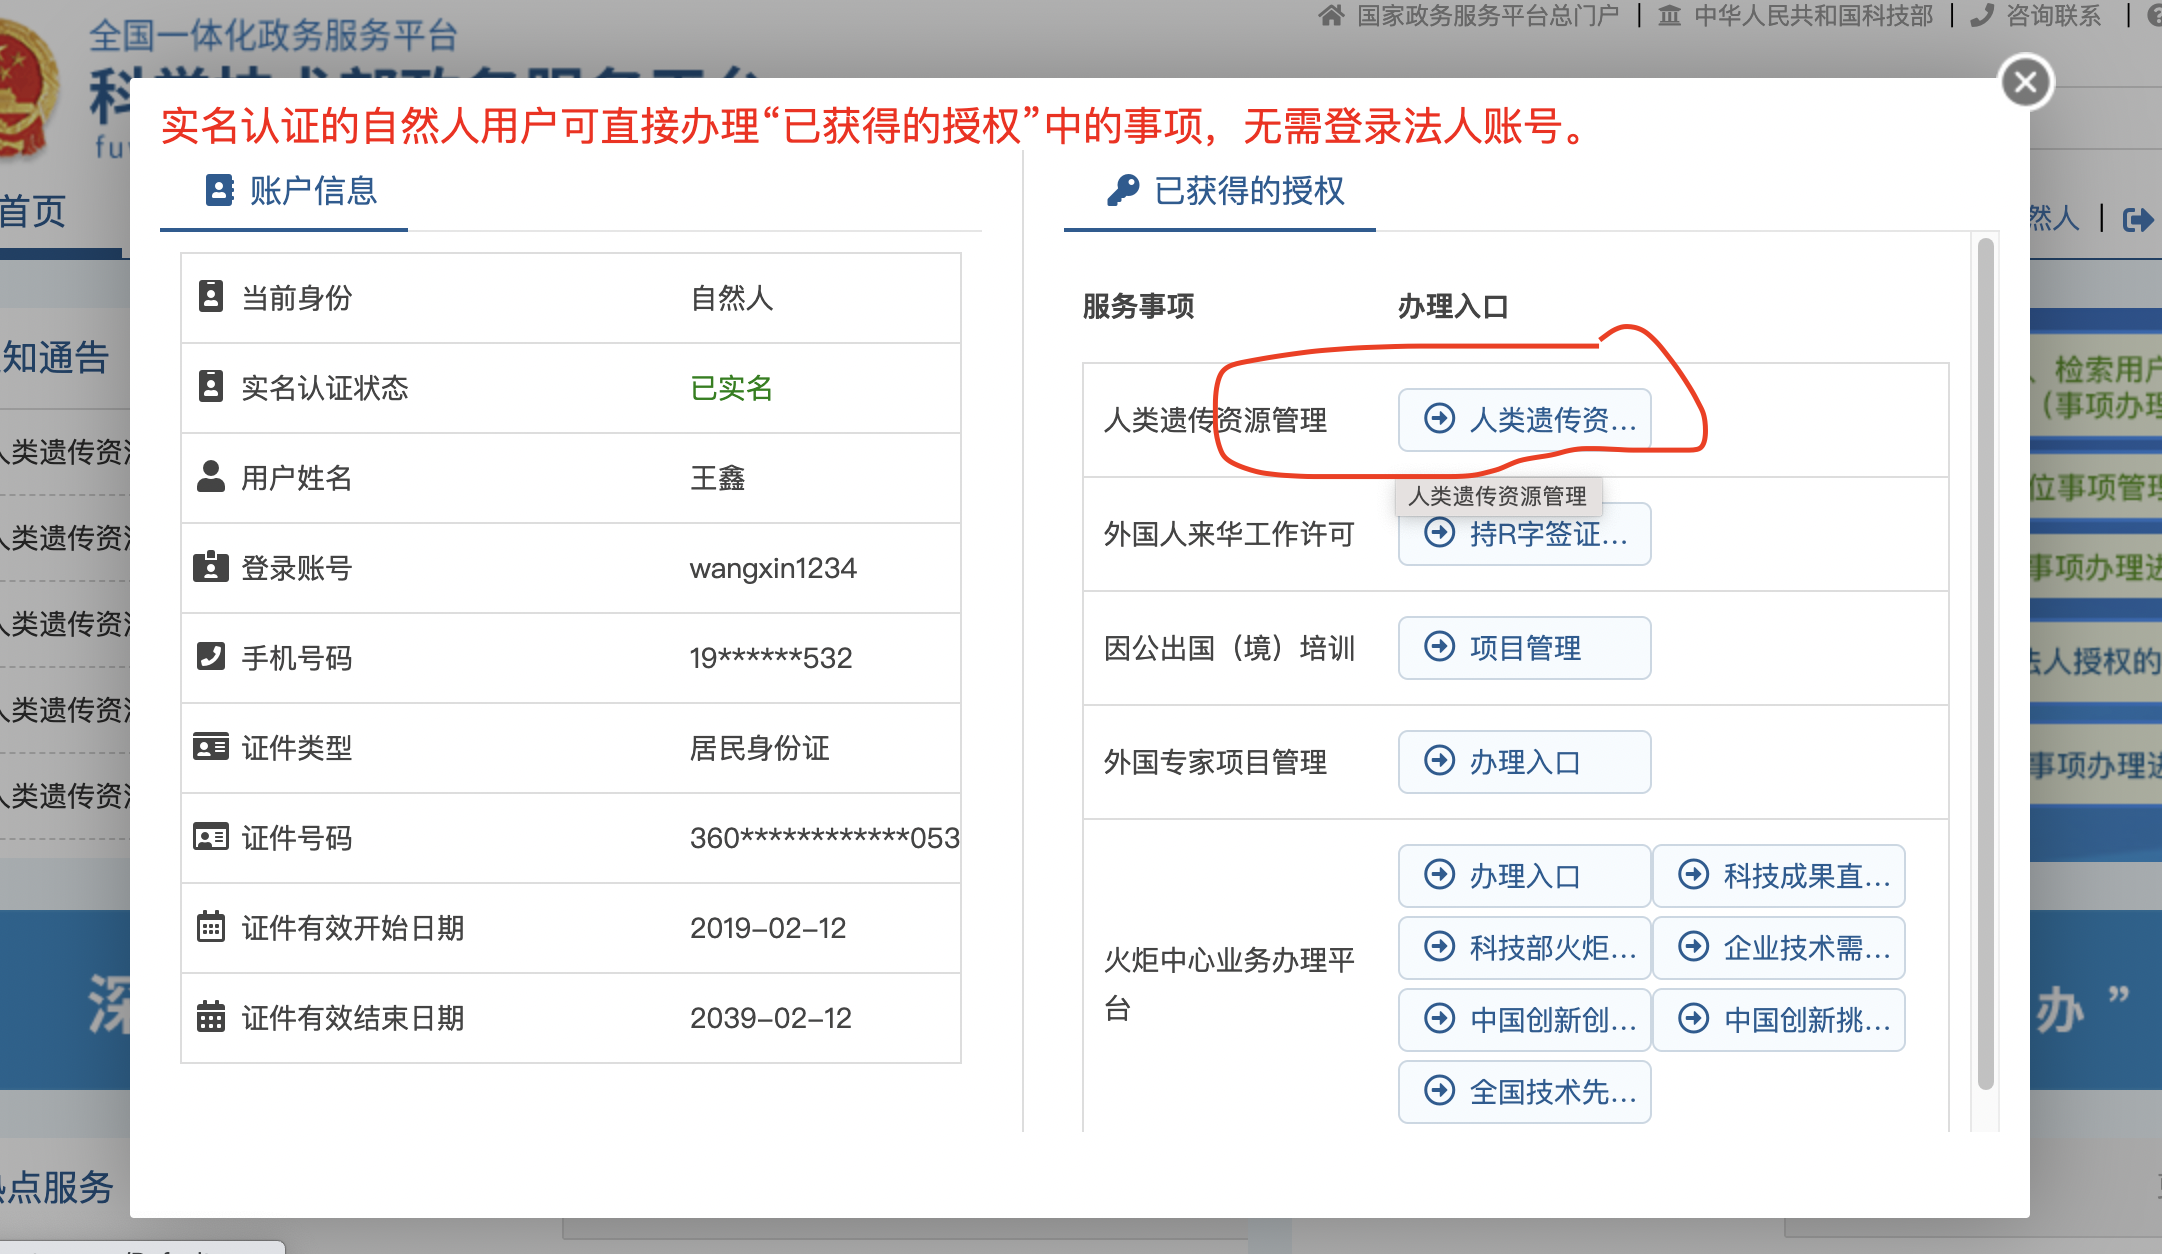 国家政务服务平台总门户 | 中华人民共和国科技部 | 咨询联系 |
全国一体化政务服务平台
实名认证的自然人用户可直接办理“已获得的授权”中的事项，无需登录法人账号。
首页
然人 |
账户信息
当前身份 自然人
实名认证状态 已实名
用户姓名 王鑫
登录账号 wangxin1234
手机号码 19******532
证件类型 居民身份证
证件号码 360************053
证件有效开始日期 2019-02-12
证件有效结束日期 2039-02-12
已获得的授权
服务事项 办理入口
人类遗传资源管理 人类遗传资...
人类遗传资源管理
外国人来华工作许可 持R字签证...
因公出国（境）培训 项目管理
外国专家项目管理 办理入口
火炬中心业务办理平台 办理入口 科技成果直...
科技部火炬... 企业技术需...
中国创新创... 中国创新挑...
全国技术先...
知通告
人类遗传资
人类遗传资
人类遗传资
人类遗传资
人类遗传资
、检索用户
（事项办理
位事项管理
事项办理进
法人授权的
事项办理进
深
办”
热点服务